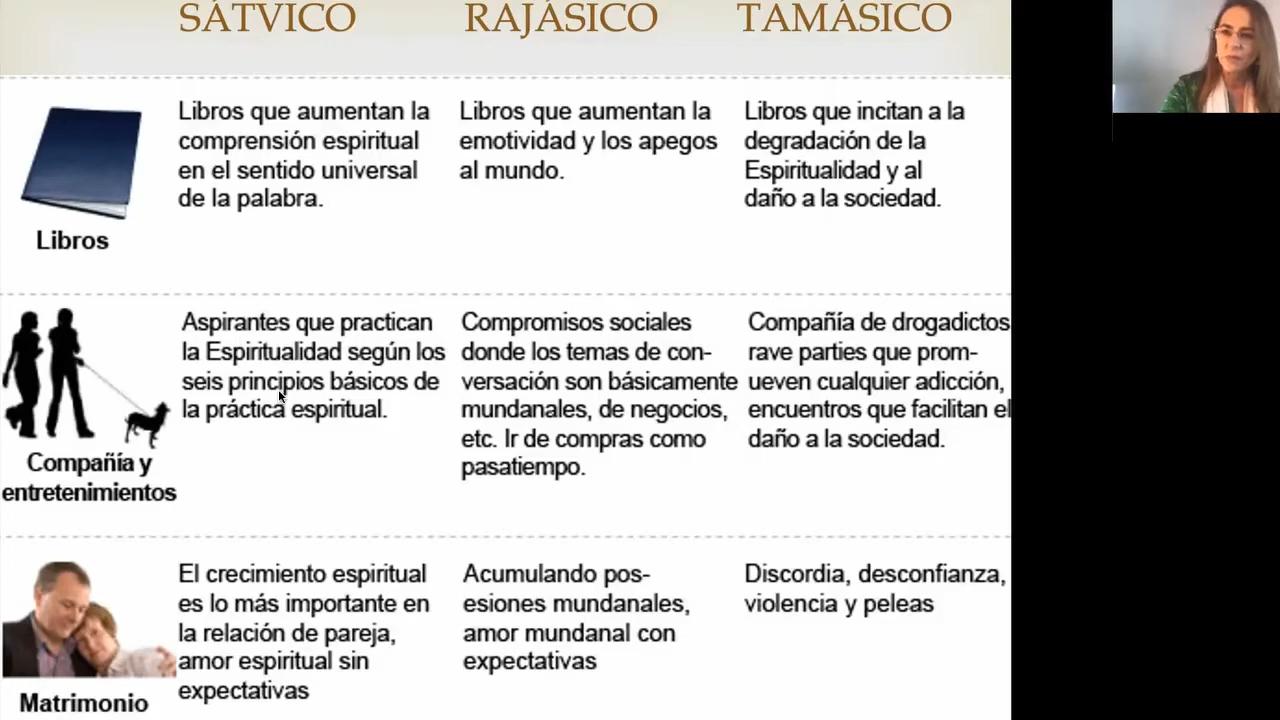 SÁTVICO RAJÁSICO TAMÁSICO
Libros que aumentan la
comprensión espiritual
en el sentido universal
de la palabra.
Libros que aumentan la
emotividad y los apegos
al mundo.
Libros que incitan a la
degradación de la
Espiritualidad y al
daño a la sociedad.
Libros
Aspirantes que practican
la Espiritualidad según los
seis principios básicos de
la práctica espiritual.
Compromisos sociales
donde los temas de con-
versación son básicamente
mundanales, de negocios,
etc. Ir de compras como
pasatiempo.
Compañía de drogadictos
rave parties que prom-
ueven cualquier adicción,
encuentros que facilitan el
daño a la sociedad.
Compañía y
entretenimientos
El crecimiento espiritual
es lo más importante en
la relación de pareja,
amor espiritual sin
expectativas
Acumulando pos-
esiones mundanales,
amor mundanal con
expectativas
Discordia, desconfianza,
violencia y peleas
Matrimonio